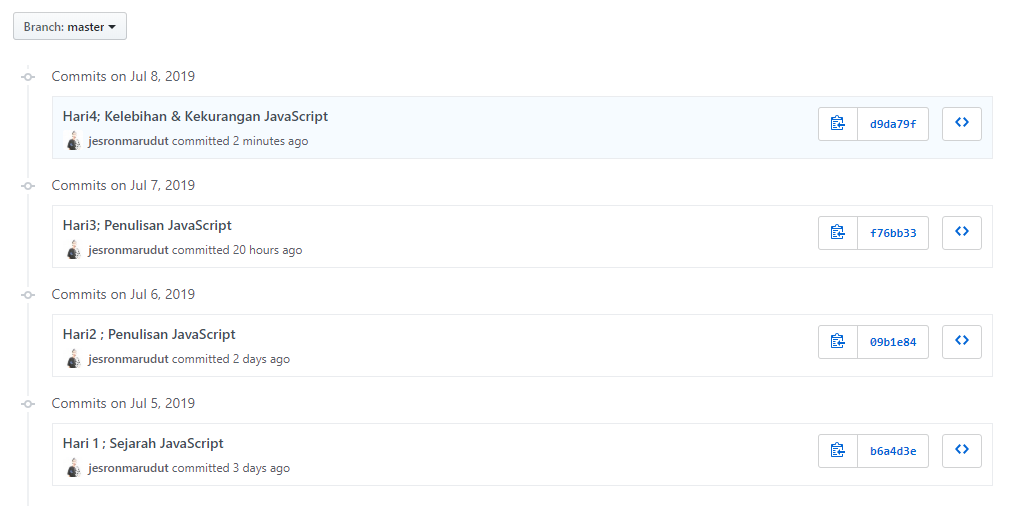 Branch: master
Commits on Jul 8, 2019
Hari4; Kelebihan & Kekurangan JavaScript
d9da79f
jesronmarudut committed 2 minutes ago
Commits on Jul 7, 2019
Hari3; Penulisan JavaScript
f76bb33
jesronmarudut committed 20 hours ago
Commits on Jul 6, 2019
Hari2 ; Penulisan JavaScript
09b1e84
jesronmarudut committed 2 days ago
Commits on Jul 5, 2019
Hari 1 ; Sejarah JavaScript
b6a4d3e
jesronmarudut committed 3 days ago